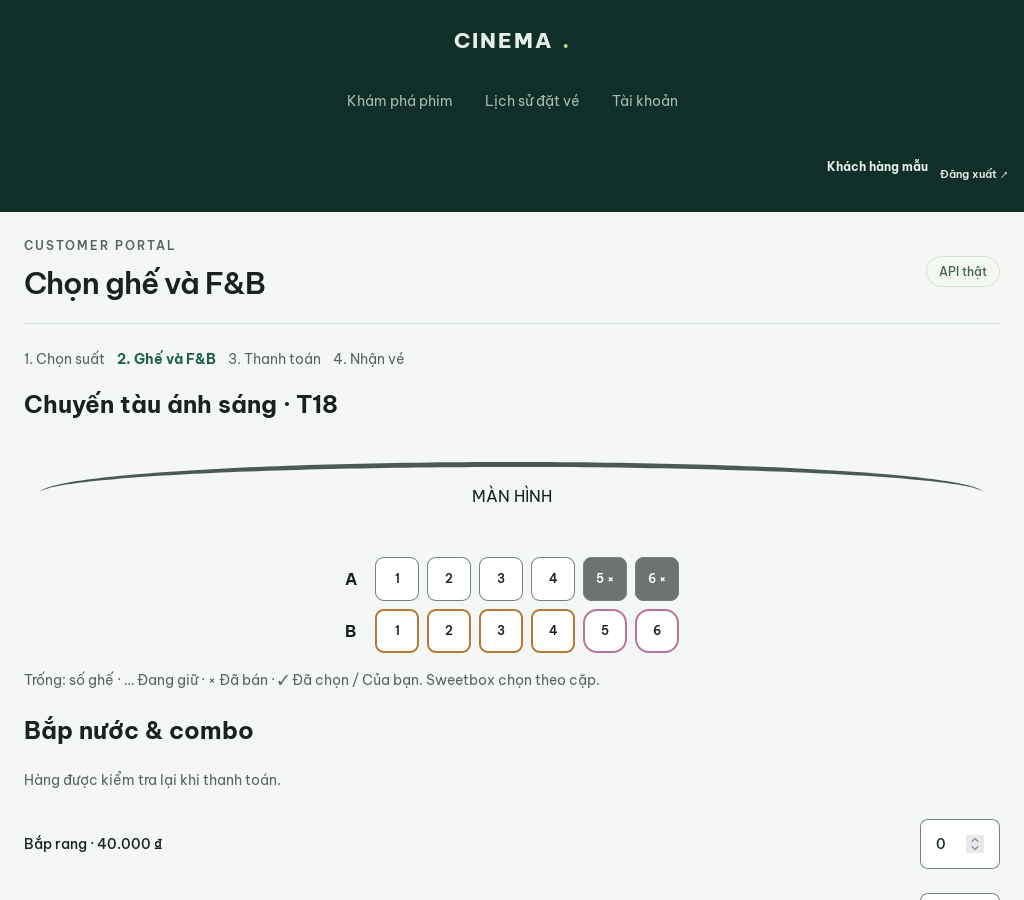 CINEMA .
Khám phá phim Lịch sử đặt vé Tài khoản
Khách hàng mẫu Đăng xuất ↗
CUSTOMER PORTAL
Chọn ghế và F&B
API thật
1. Chọn suất 2. Ghế và F&B 3. Thanh toán 4. Nhận vé
Chuyến tàu ánh sáng · T18
MÀN HÌNH
A 1 2 3 4 5 × 6 ×
B 1 2 3 4 5 6
Trống: số ghế · … Đang giữ · × Đã bán · ✓ Đã chọn / Của bạn. Sweetbox chọn theo cặp.
Bắp nước & combo
Hàng được kiểm tra lại khi thanh toán.
Bắp rang · 40.000 ₫ 0